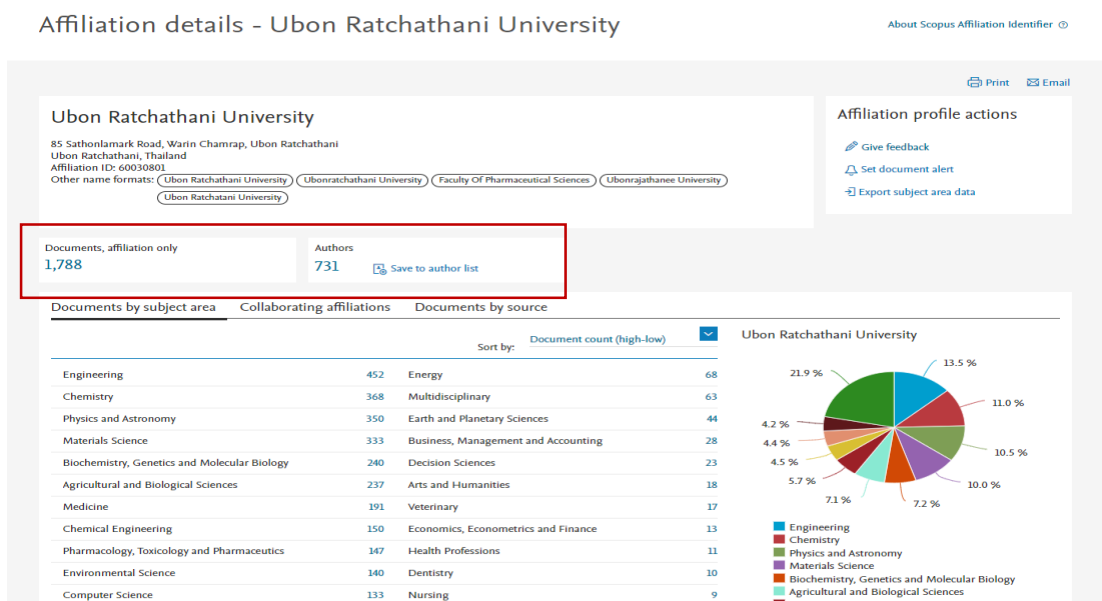 Affiliation details - Ubon Ratchathani University
About Scopus Affiliation Identifier
Print Email
Ubon Ratchathani University
85 Sathonlamark Road, Warin Chamrap, Ubon Ratchathani
Ubon Ratchathani, Thailand
Affiliation ID: 60030801
Other name formats: Ubon Ratchathani University Ubonratchathani University Faculty Of Pharmaceutical Sciences Ubonrajathanee University
Ubon Ratchatani University
Affiliation profile actions
Give feedback
Set document alert
Export subject area data
Documents, affiliation only
1,788
Authors
731 Save to author list
Documents by subject area Collaborating affiliations Documents by source
Sort by: Document count (high-low)
Engineering 452 Energy 68
Chemistry 368 Multidisciplinary 63
Physics and Astronomy 350 Earth and Planetary Sciences 44
Materials Science 333 Business, Management and Accounting 28
Biochemistry, Genetics and Molecular Biology 240 Decision Sciences 23
Agricultural and Biological Sciences 237 Arts and Humanities 18
Medicine 191 Veterinary 17
Chemical Engineering 150 Economics, Econometrics and Finance 13
Pharmacology, Toxicology and Pharmaceutics 147 Health Professions 11
Environmental Science 140 Dentistry 10
Computer Science 133 Nursing 9
Ubon Ratchathani University
13.5 %
21.9 %
11.0 %
4.2 %
4.4 %
10.5 %
4.5 %
5.7 %
10.0 %
7.1 %
7.2 %
Engineering
Chemistry
Physics and Astronomy
Materials Science
Biochemistry, Genetics and Molecular Biology
Agricultural and Biological Sciences